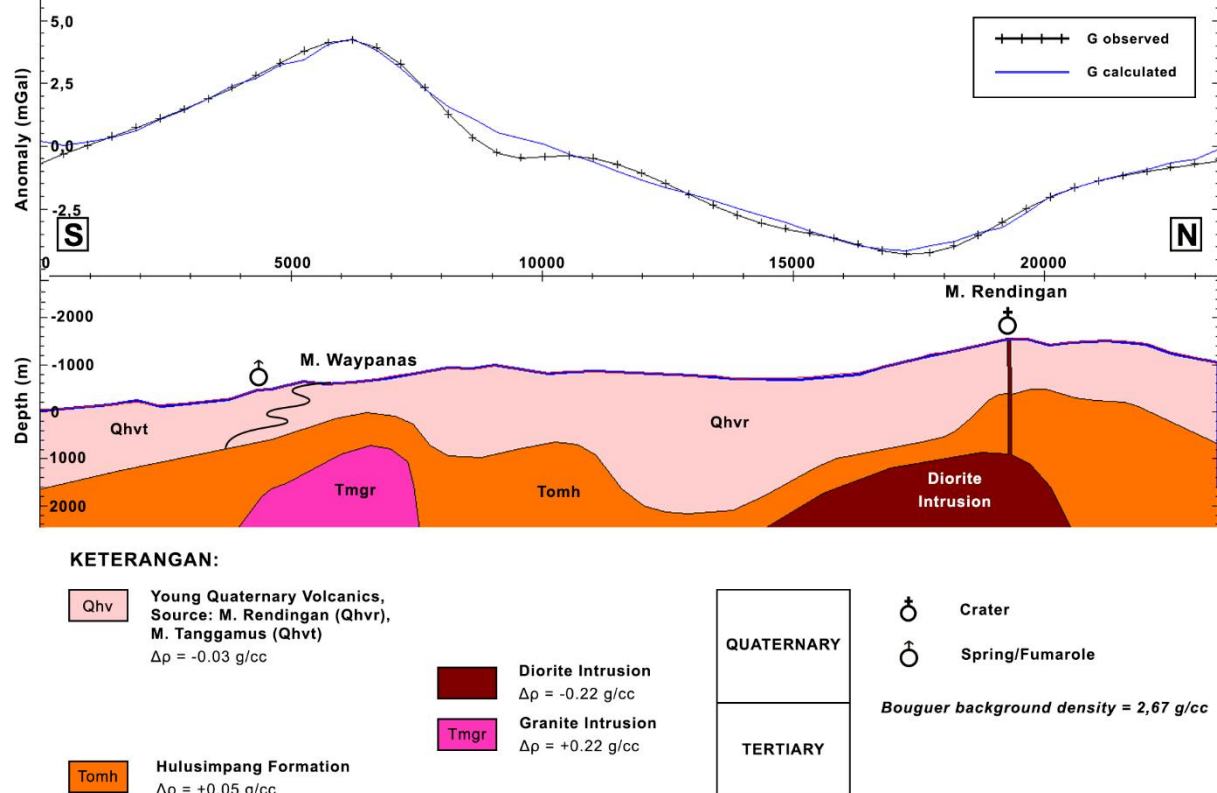 5,0
2,5
0,0
-2,5
Anomaly (mGal)
G observed
G calculated
S
N
0
5000
10000
15000
20000
M. Rendingan
-2000
-1000
0
1000
2000
Depth (m)
M. Waypanas
Qhvt
Qhvr
Tmgr
Tomh
Diorite
Intrusion
KETERANGAN:
Qhv
Young Quaternary Volcanics,
Source: M. Rendingan (Qhvr),
M. Tanggamus (Qhvt)
Δρ = -0.03 g/cc
Diorite Intrusion
Δρ = -0.22 g/cc
Tmgr
Granite Intrusion
Δρ = +0.22 g/cc
Tomh
Hulusimpang Formation
Δρ = +0.05 g/cc
QUATERNARY
TERTIARY
Crater
Spring/Fumarole
Bouguer background density = 2,67 g/cc